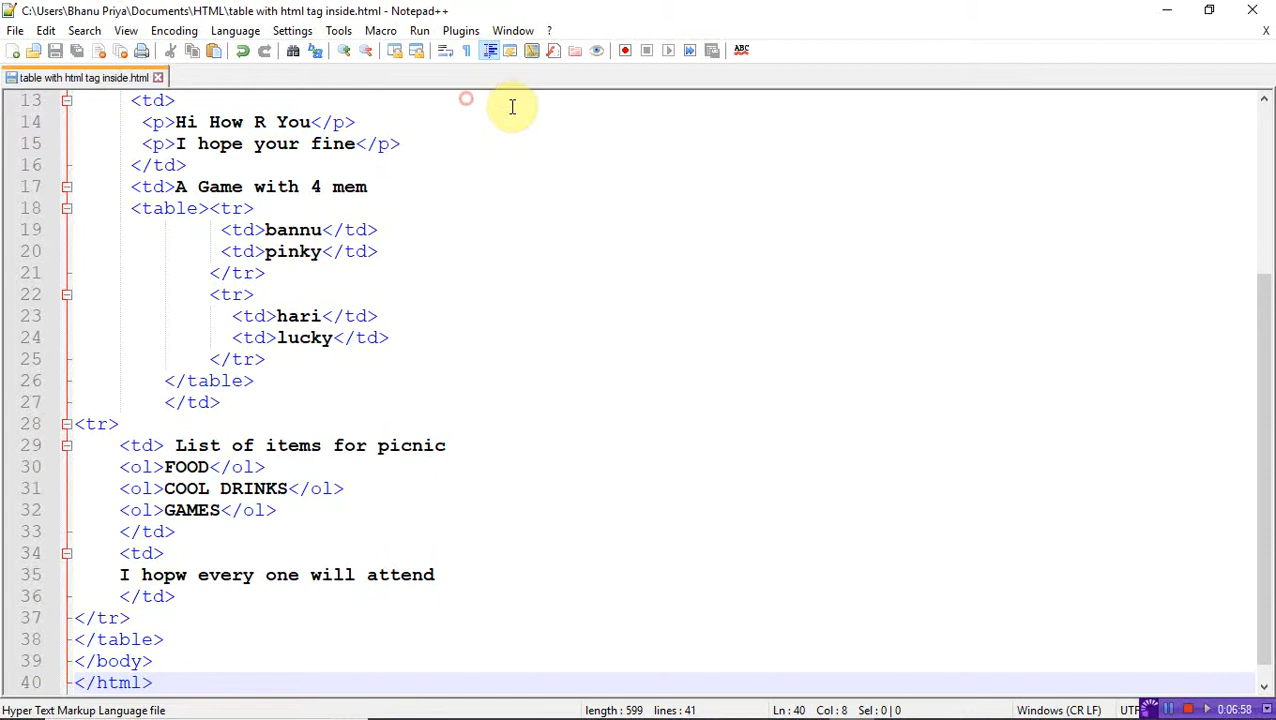 C:\Users\Bhanu Priya\Documents\HTML\table with html tag inside.html - Notepad++
File Edit Search View Encoding Language Settings Tools Macro Run Plugins Window ? X
ABC
table with html tag inside.html
13 <td>
14 <p>Hi How R You</p>
15 <p>I hope your fine</p>
16 </td>
17 <td>A Game with 4 mem
18 <table><tr>
19 <td>bannu</td>
20 <td>pinky</td>
21 </tr>
22 <tr>
23 <td>hari</td>
24 <td>lucky</td>
25 </tr>
26 </table>
27 </td>
28 <tr>
29 <td> List of items for picnic
30 <ol>FOOD</ol>
31 <ol>COOL DRINKS</ol>
32 <ol>GAMES</ol>
33 </td>
34 <td>
35 I hopw every one will attend
36 </td>
37 </tr>
38 </table>
39 </body>
40 </html>
Hyper Text Markup Language file length : 599 lines : 41 Ln : 40 Col : 8 Sel : 0 | 0 Windows (CR LF) UTF 0:06:58